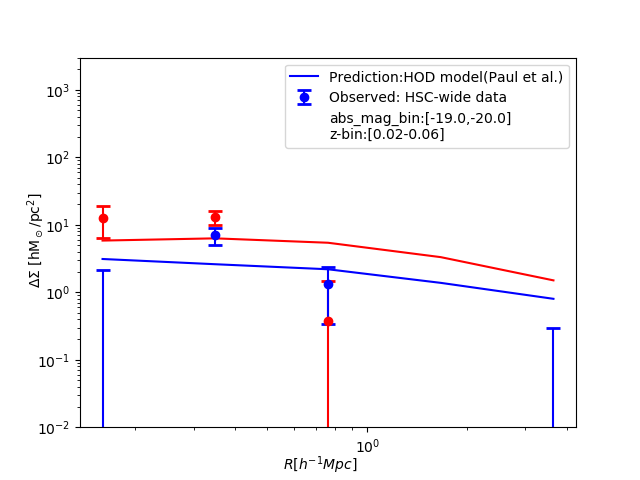 Prediction:HOD model(Paul et al.)
Observed: HSC-wide data
abs_mag_bin:[-19.0,-20.0]
z-bin:[0.02-0.06]
10³
10²
10¹
10⁰
10⁻¹
10⁻²
ΔΣ [hM⊙/pc²]
10⁰
R[h⁻¹Mpc]